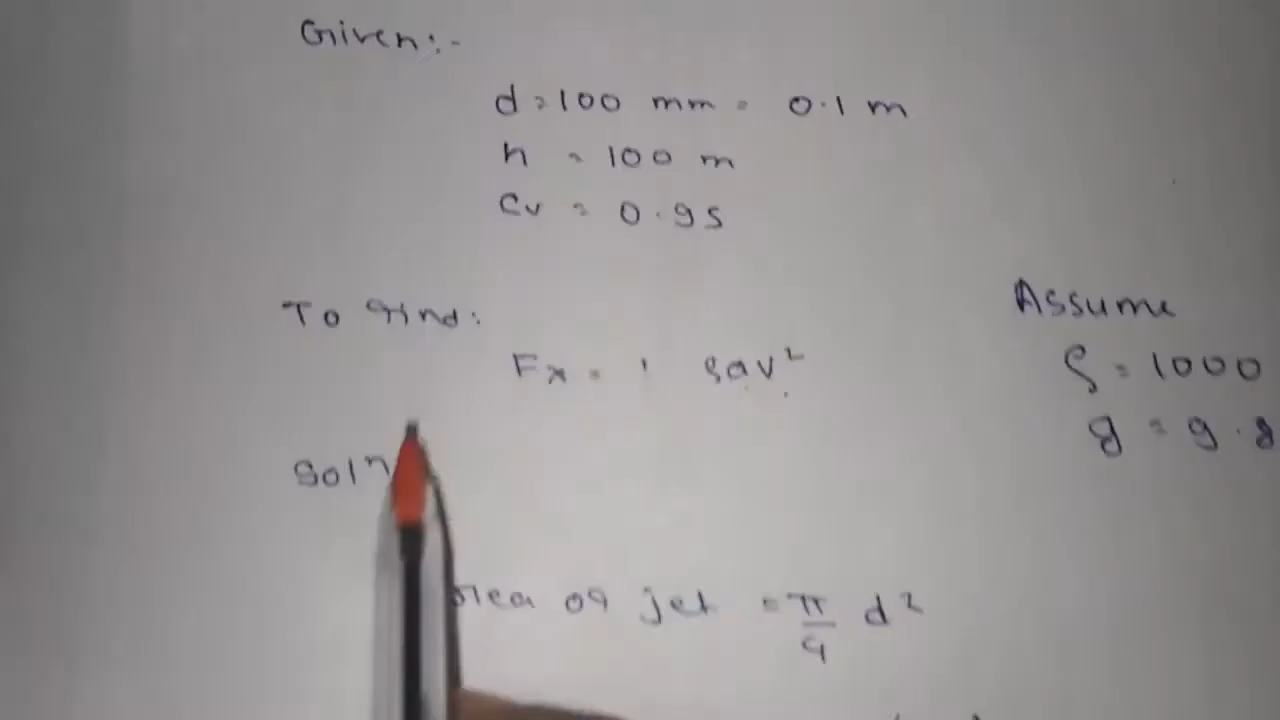 Given:-
d = 100 mm = 0.1 m
h = 100 m
Cv = 0.95
To find:
Fx = ρav²
Assume
ρ = 1000
g = 9.8
Soln
area of jet = π/4 d²